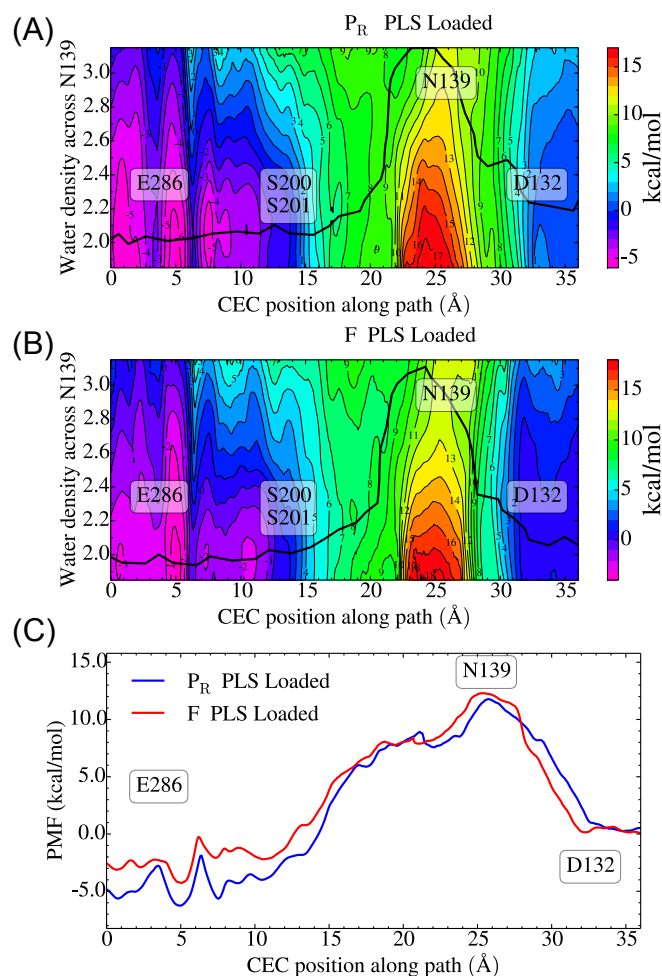 (A)
P_R PLS Loaded
Water density across N139
3.0
2.8
2.6
2.4
2.2
2.0
E286
S200
S201
N139
D132
0 5 10 15 20 25 30 35
CEC position along path (Å)
15
10
5
0
-5
kcal/mol
(B)
F PLS Loaded
Water density across N139
3.0
2.8
2.6
2.4
2.2
2.0
E286
S200
S201
N139
D132
0 5 10 15 20 25 30 35
CEC position along path (Å)
15
10
5
0
kcal/mol
(C)
PMF (kcal/mol)
15.0
10.0
5.0
0.0
-5.0
P_R PLS Loaded
F PLS Loaded
N139
E286
D132
0 5 10 15 20 25 30 35
CEC position along path (Å)